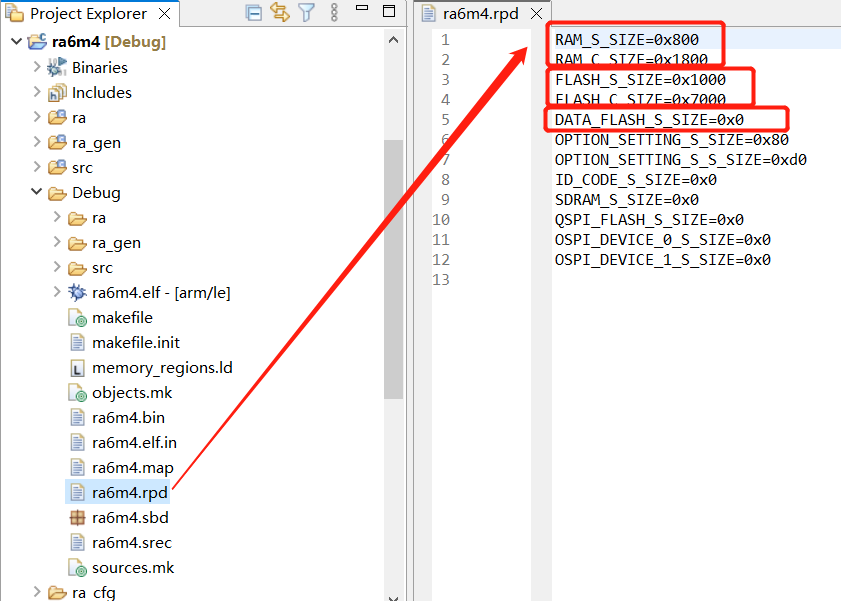 Project Explorer
ra6m4 [Debug]
Binaries
Includes
ra
ra_gen
src
Debug
ra
ra_gen
src
ra6m4.elf - [arm/le]
makefile
makefile.init
memory_regions.ld
objects.mk
ra6m4.bin
ra6m4.elf.in
ra6m4.map
ra6m4.rpd
ra6m4.sbd
ra6m4.srec
sources.mk
ra_cfg
ra6m4.rpd
1 RAM_S_SIZE=0x800
2 RAM_C_SIZE=0x1800
3 FLASH_S_SIZE=0x1000
4 FLASH_C_SIZE=0x7000
5 DATA_FLASH_S_SIZE=0x0
6 OPTION_SETTING_S_SIZE=0x80
7 OPTION_SETTING_S_S_SIZE=0xd0
8 ID_CODE_S_SIZE=0x0
9 SDRAM_S_SIZE=0x0
10 QSPI_FLASH_S_SIZE=0x0
11 OSPI_DEVICE_0_S_SIZE=0x0
12 OSPI_DEVICE_1_S_SIZE=0x0
13